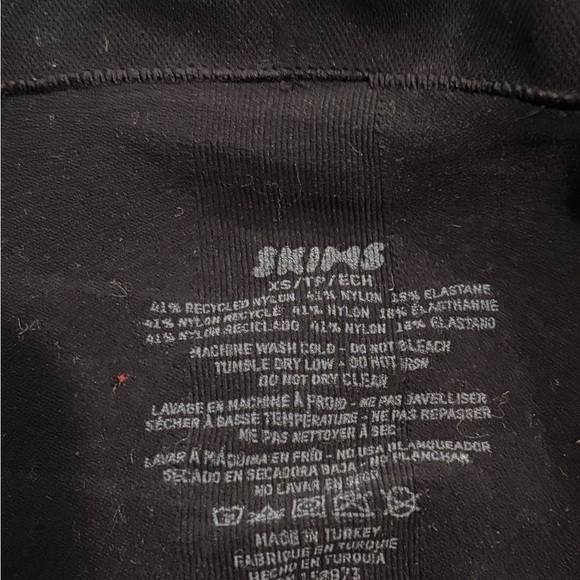 SKIMS
XS/TP/ECH
41% RECYCLED NYLON 41% NYLON 18% ELASTANE
41% NYLON RECYCLÉ 41% NYLON 18% ÉLASTHANNE
41% NYLON RECICLADO 41% NYLON 18% ELASTANO
MACHINE WASH COLD - DO NOT BLEACH
TUMBLE DRY LOW - DO NOT IRON
DO NOT DRY CLEAN
LAVAGE EN MACHINE À FROID - NE PAS JAVELLISER
SÉCHER À BASSE TEMPÉRATURE - NE PAS REPASSER
NE PAS NETTOYER À SEC
LAVAR A MÁQUINA EN FRÍO - NO USA BLANQUEADOR
SECADO EN SECADORA BAJA - NO PLANCHAR
NO LAVAR EN SECO
MADE IN TURKEY
FABRIQUÉ EN TURQUIE
HECHO EN TURQUÍA